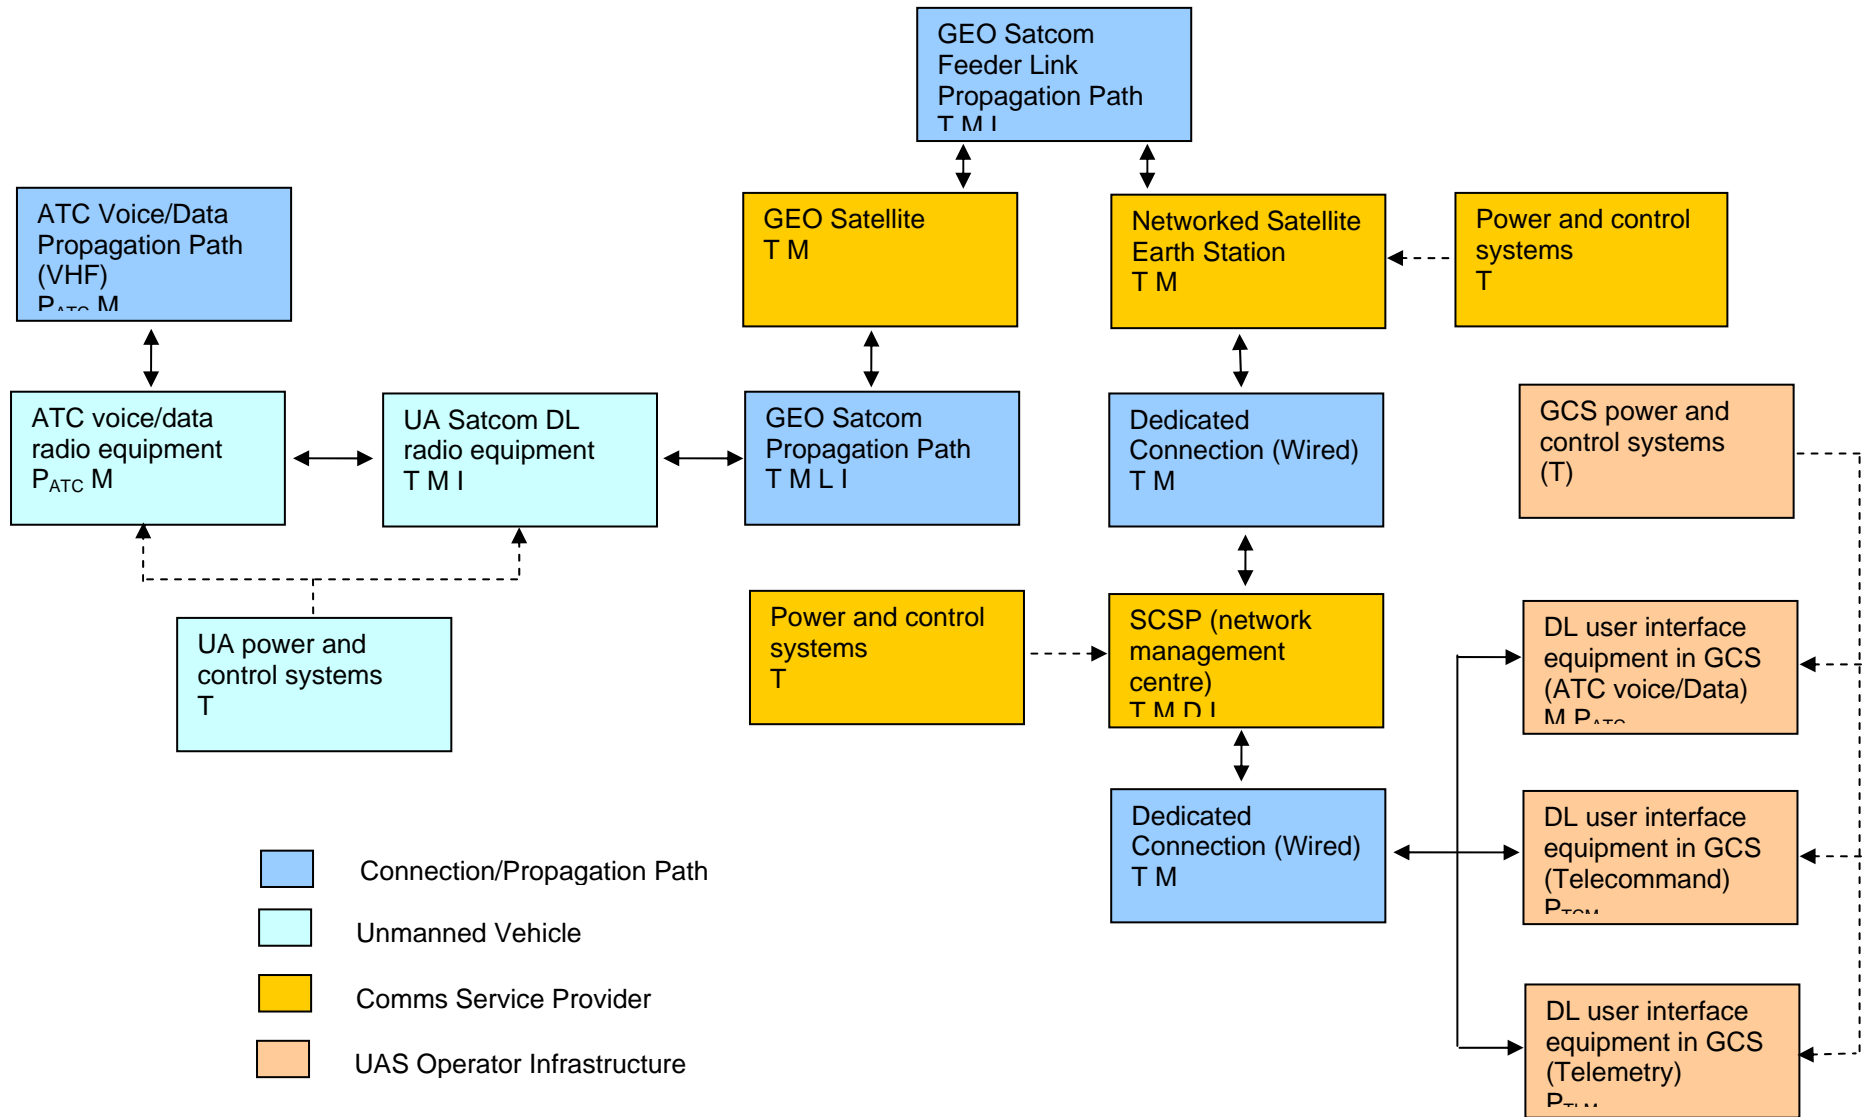 GEO Satcom
Feeder Link
Propagation Path
T M I
ATC Voice/Data
Propagation Path
(VHF)
PATC M
GEO Satellite
T M
Networked Satellite
Earth Station
T M
Power and control
systems
T
ATC voice/data
radio equipment
PATC M
UA Satcom DL
radio equipment
T M I
GEO Satcom
Propagation Path
T M L I
Dedicated
Connection (Wired)
T M
GCS power and
control systems
(T)
UA power and
control systems
T
Power and control
systems
T
SCSP (network
management
centre)
T M D I
DL user interface
equipment in GCS
(ATC voice/Data)
M PATC
Dedicated
Connection (Wired)
T M
DL user interface
equipment in GCS
(Telecommand)
PTCM
DL user interface
equipment in GCS
(Telemetry)
PTLM
Connection/Propagation Path
Unmanned Vehicle
Comms Service Provider
UAS Operator Infrastructure